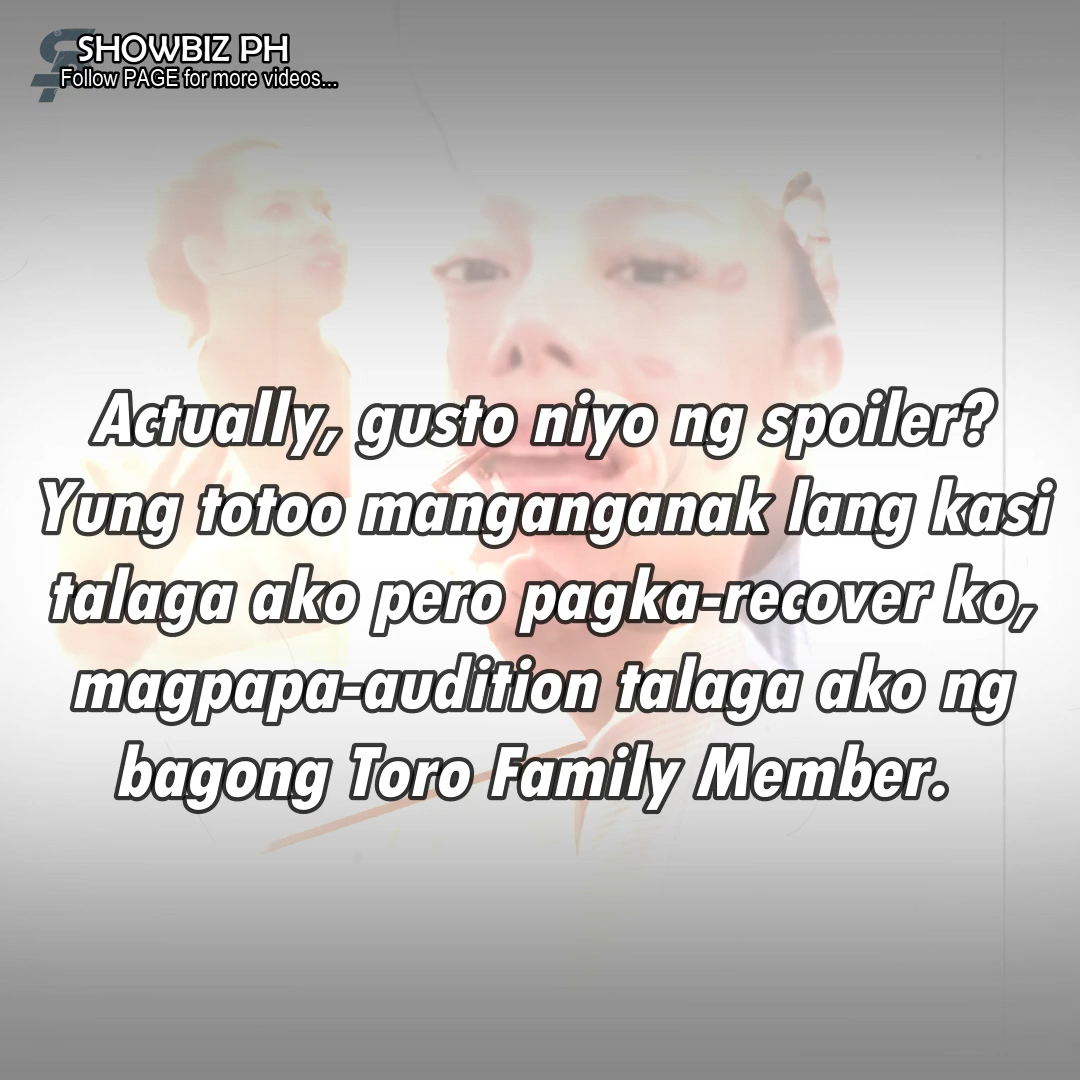 SHOWBIZ PH
Follow PAGE for more videos...
Actually, gusto niyo ng spoiler?
Yung totoo manganganak lang kasi
talaga ako pero pagka-recover ko,
magpapa-audition talaga ako ng
bagong Toro Family Member.